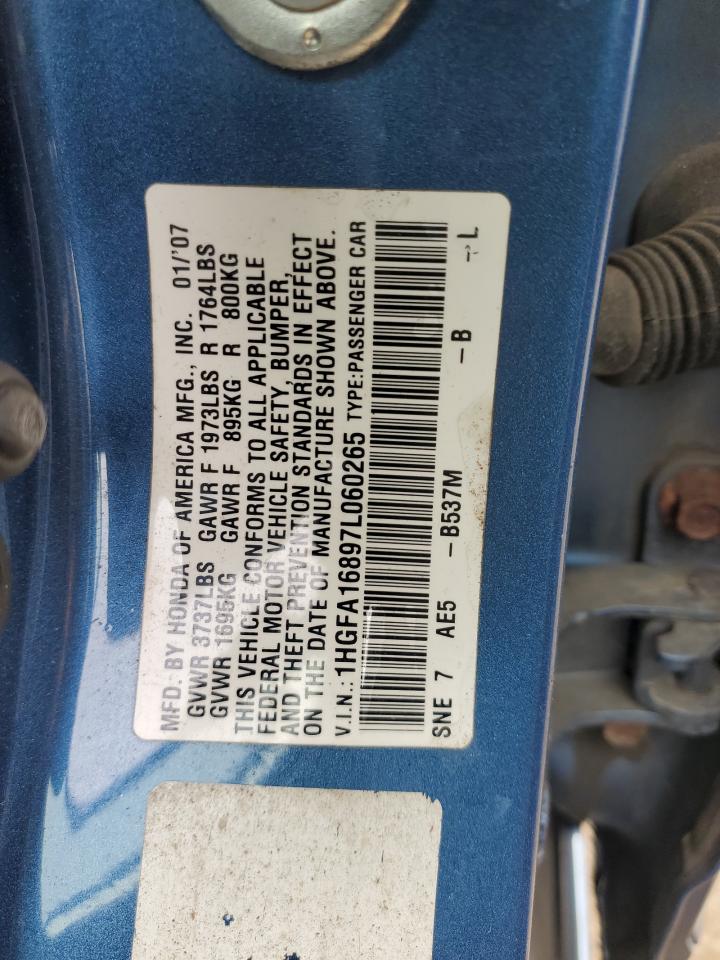 MFD. BY HONDA OF AMERICA MFG., INC. 01/'07
GVWR 3737LBS GAWR F 1973LBS R 1764LBS
GVWR 1695KG GAWR F 895KG R 800KG
THIS VEHICLE CONFORMS TO ALL APPLICABLE
FEDERAL MOTOR VEHICLE SAFETY, BUMPER,
AND THEFT PREVENTION STANDARDS IN EFFECT
ON THE DATE OF MANUFACTURE SHOWN ABOVE.
V.I.N.: 1HGFA16897L060265 TYPE:PASSENGER CAR
SNE 7 AE5 -B537M -B - L